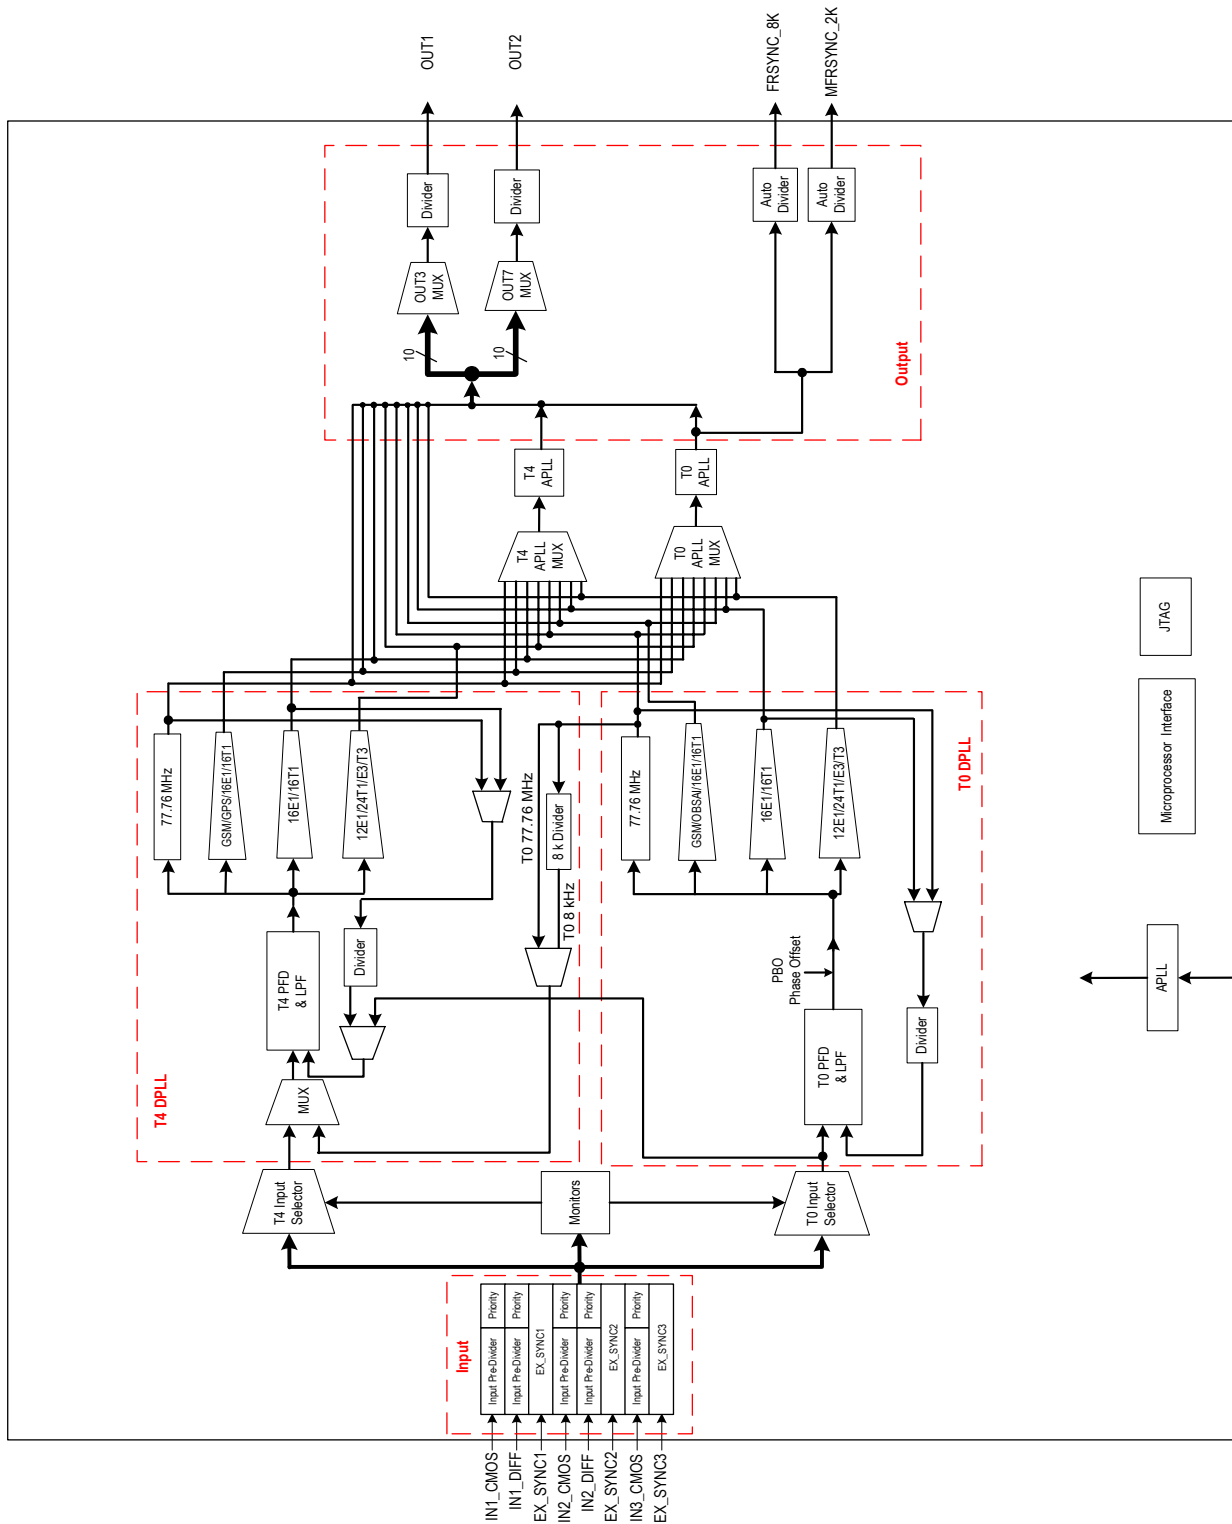 Input
IN1_CMOS
Input Pre-Divider
Priority
IN1_DIFF
Input Pre-Divider
Priority
EX_SYNC1
EX_SYNC1
IN2_CMOS
Input Pre-Divider
Priority
IN2_DIFF
Input Pre-Divider
Priority
EX_SYNC2
EX_SYNC2
IN3_CMOS
Input Pre-Divider
Priority
EX_SYNC3
EX_SYNC3
T4 Input
Selector
Monitors
T0 Input
Selector
T4 DPLL
MUX
T4 PFD
& LPF
Divider
77.76 MHz
GSM/GPS/16E1/16T1
16E1/16T1
12E1/24T1/E3/T3
T0 77.76 MHz
8 k Divider
T0 8 kHz
T0 DPLL
T0 PFD
& LPF
PBO
Phase Offset
Divider
77.76 MHz
GSM/OBSAI/16E1/16T1
16E1/16T1
12E1/24T1/E3/T3
T4
APLL
MUX
T4
APLL
T0
APLL
MUX
T0
APLL
Output
10
OUT3
MUX
Divider
OUT1
10
OUT7
MUX
Divider
OUT2
Auto
Divider
FRSYNC_8K
Auto
Divider
MFRSYNC_2K
APLL
Microprocessor Interface
JTAG